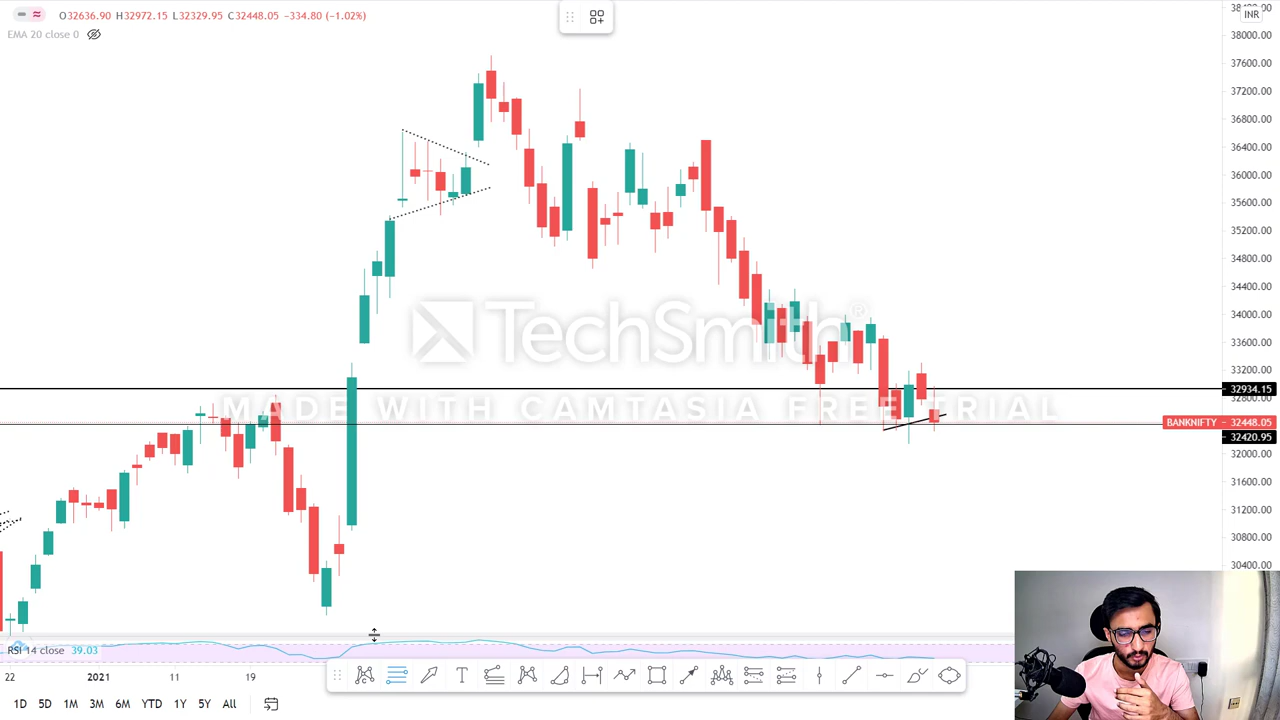 O32636.90 H32972.15 L32329.95 C32448.05 −334.80 (−1.02%)
EMA 20 close 0
INR
38000.00
37600.00
37200.00
36800.00
36400.00
36000.00
35600.00
35200.00
34800.00
34400.00
34000.00
33600.00
33200.00
32934.15
32800.00
BANKNIFTY 32448.05
32420.95
32000.00
31600.00
31200.00
30800.00
30400.00
TechSmith®
MADE WITH CAMTASIA FREE TRIAL
RSI 14 close 39.03
22 2021 11 19
1D 5D 1M 3M 6M YTD 1Y 5Y All